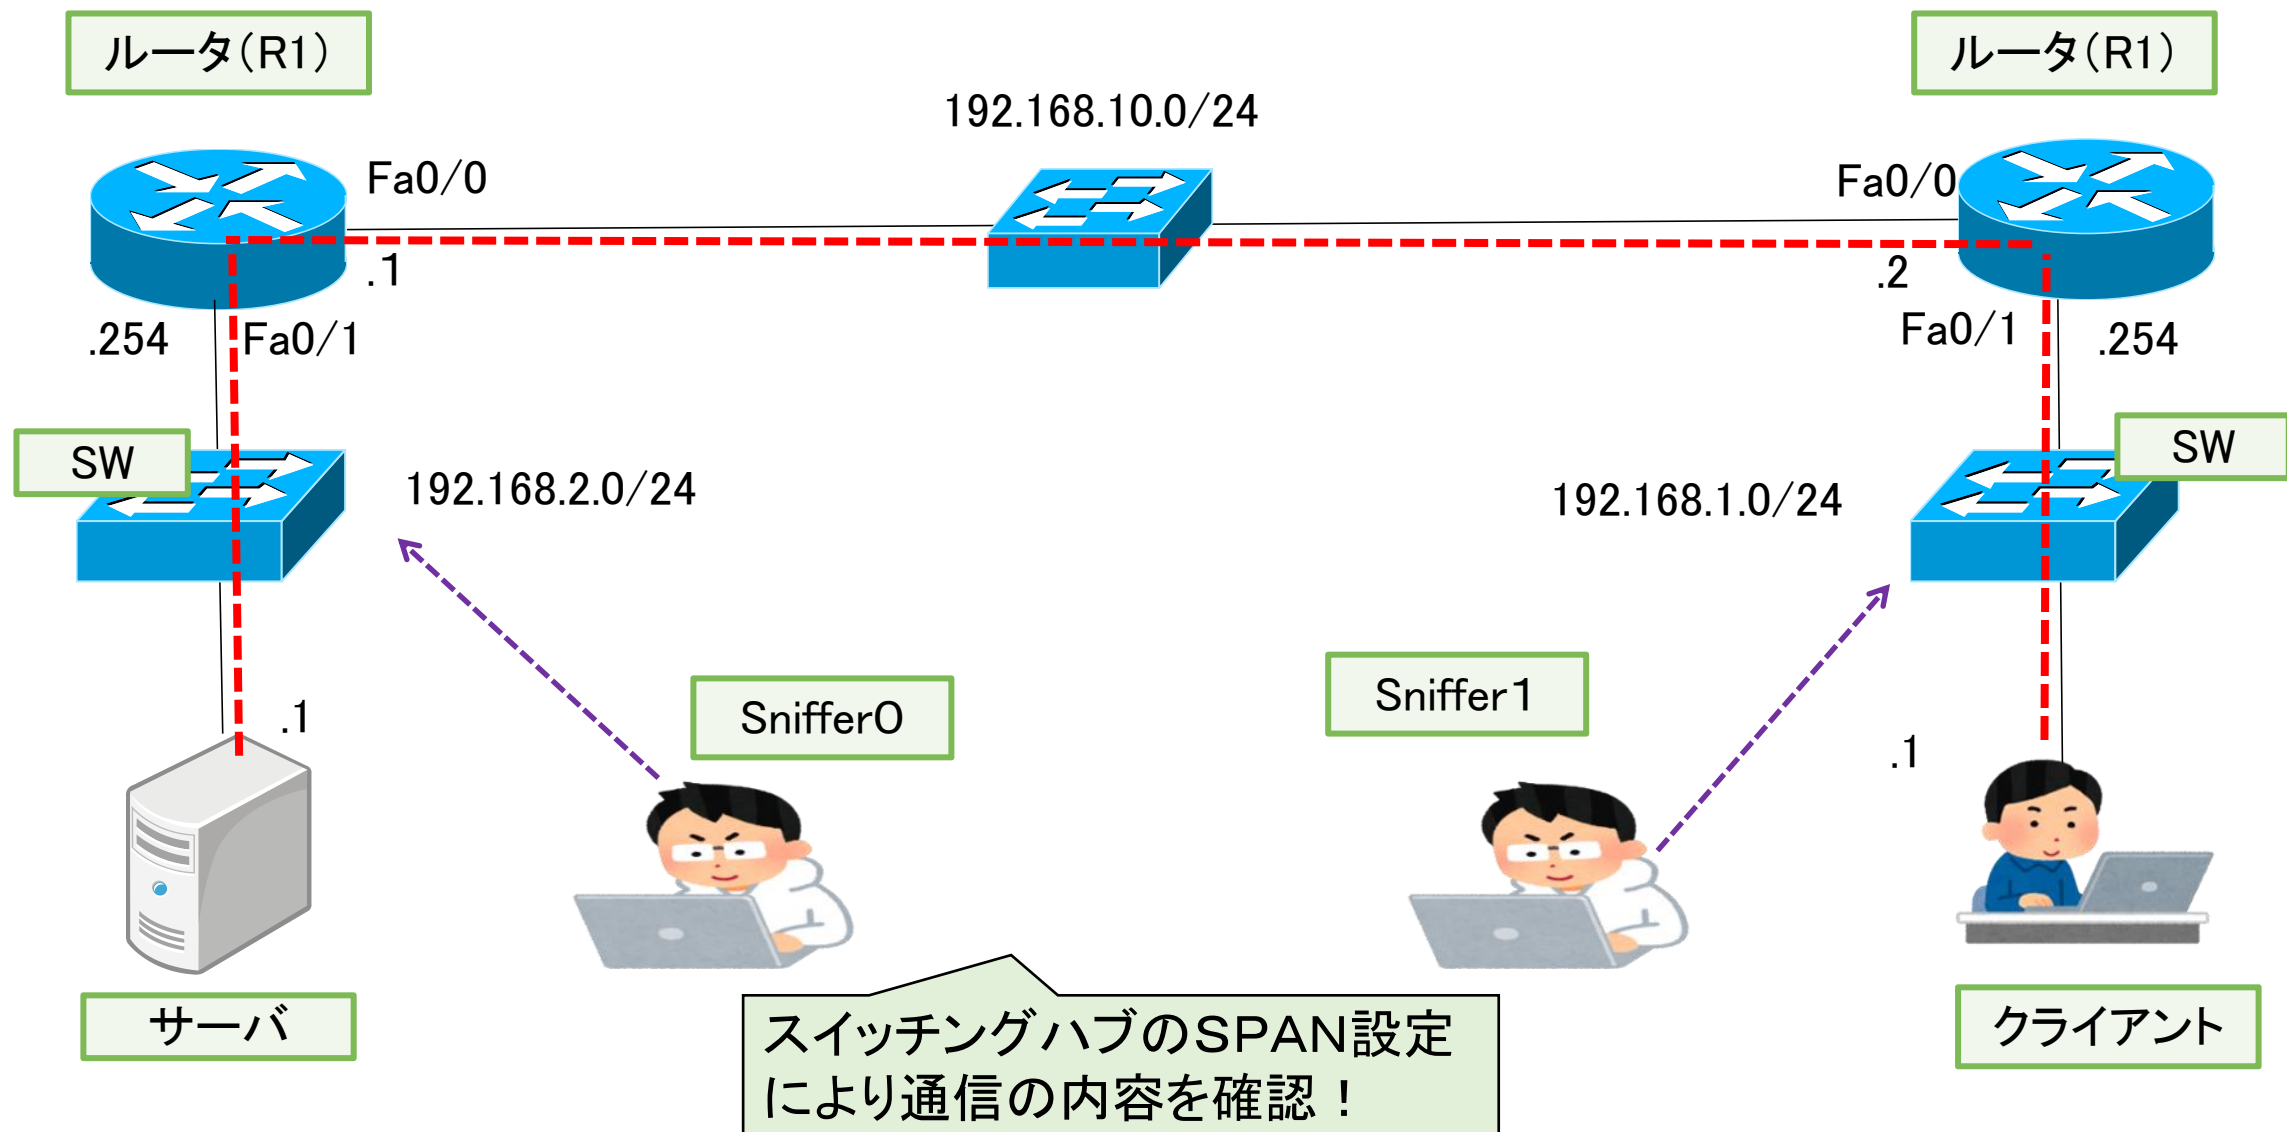 ルータ(R1)
ルータ(R1)
192.168.10.0/24
Fa0/0
Fa0/0
.1
.2
.254
Fa0/1
Fa0/1
.254
SW
SW
192.168.2.0/24
192.168.1.0/24
Sniffer0
Sniffer1
.1
.1
サーバ
クライアント
スイッチングハブのSPAN設定
により通信の内容を確認!